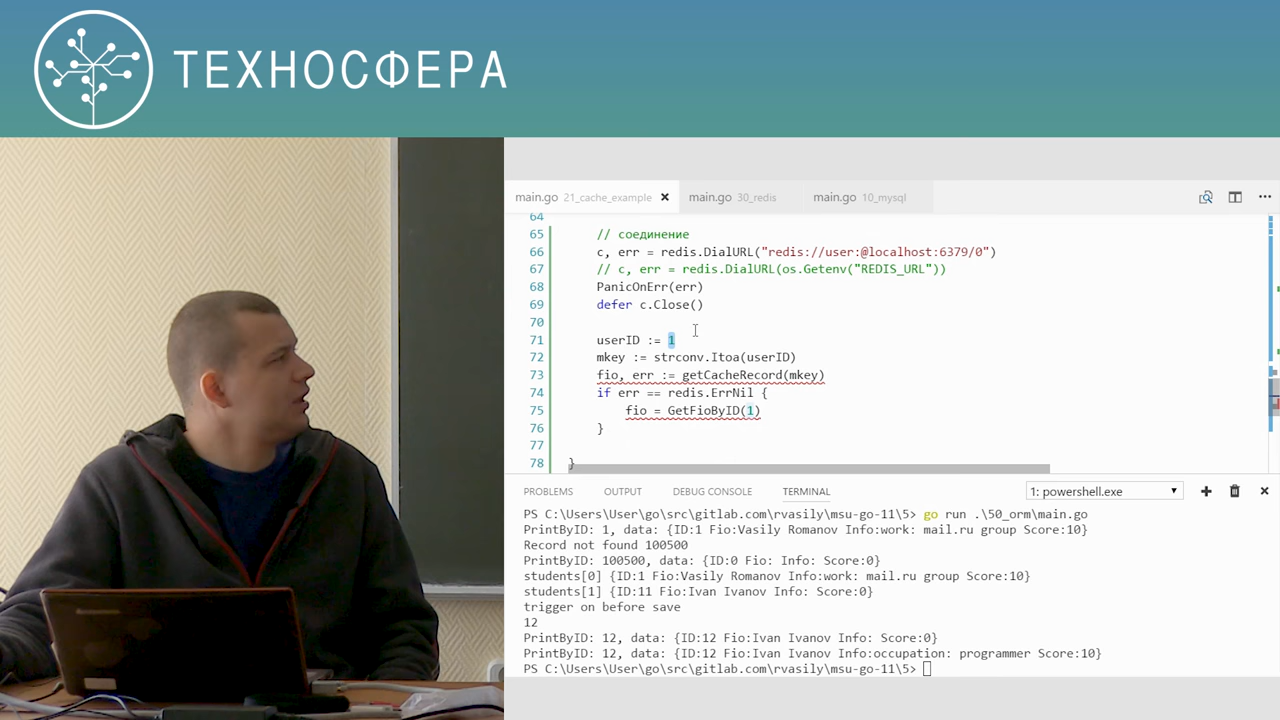 ТЕХНОСФЕРА
main.go 21_cache_example main.go 30_redis main.go 10_mysql
64
65 // соединение
66 c, err = redis.DialURL("redis://user:@localhost:6379/0")
67 // c, err = redis.DialURL(os.Getenv("REDIS_URL"))
68 PanicOnErr(err)
69 defer c.Close()
70
71 userID := 1
72 mkey := strconv.Itoa(userID)
73 fio, err := getCacheRecord(mkey)
74 if err == redis.ErrNil {
75 fio = GetFioByID(1)
76 }
77
78 }
PROBLEMS OUTPUT DEBUG CONSOLE TERMINAL 1: powershell.exe
PS C:\Users\User\go\src\gitlab.com\rvasily\msu-go-11\5> go run .\50_orm\main.go
PrintByID: 1, data: {ID:1 Fio:Vasily Romanov Info:work: mail.ru group Score:10}
Record not found 100500
PrintByID: 100500, data: {ID:0 Fio: Info: Score:0}
students[0] {ID:1 Fio:Vasily Romanov Info:work: mail.ru group Score:10}
students[1] {ID:11 Fio:Ivan Ivanov Info: Score:0}
trigger on before save
12
PrintByID: 12, data: {ID:12 Fio:Ivan Ivanov Info: Score:0}
PrintByID: 12, data: {ID:12 Fio:Ivan Ivanov Info:occupation: programmer Score:10}
PS C:\Users\User\go\src\gitlab.com\rvasily\msu-go-11\5>